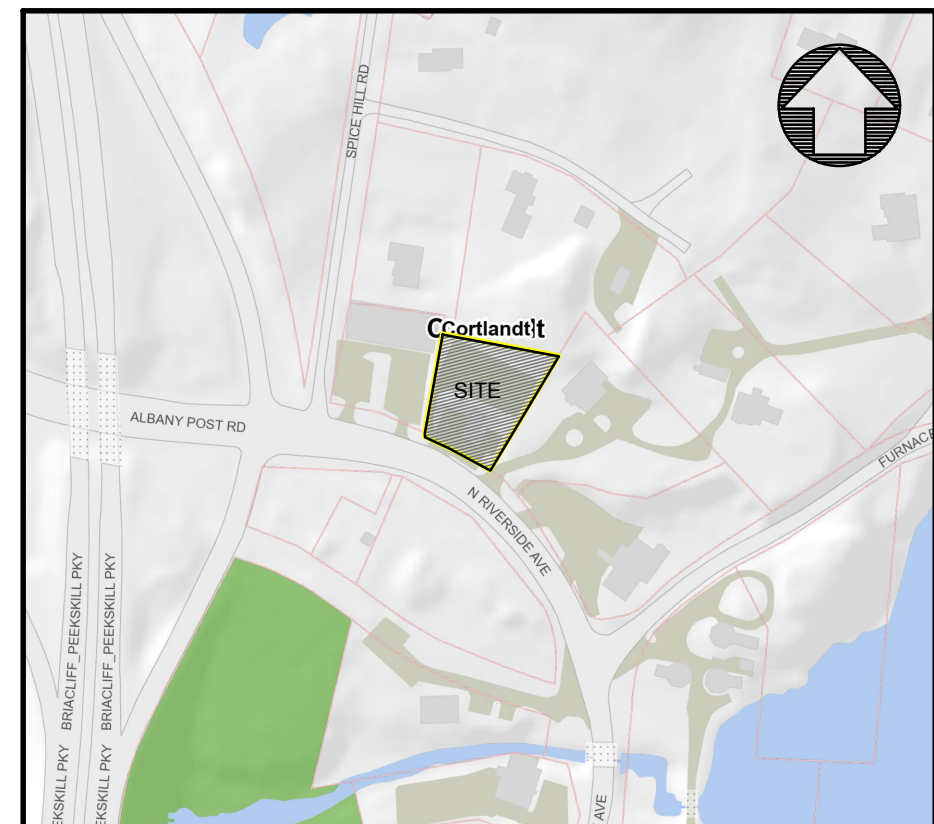 SPICE HILL RD
Cortlandt
SITE
ALBANY POST RD
N RIVERSIDE AVE
FURNACE
BRIACLIFF_PEEKSKILL PKY
BRIACLIFF_PEEKSKILL PKY
EKSKILL PKY
EKSKILL PKY
AVE